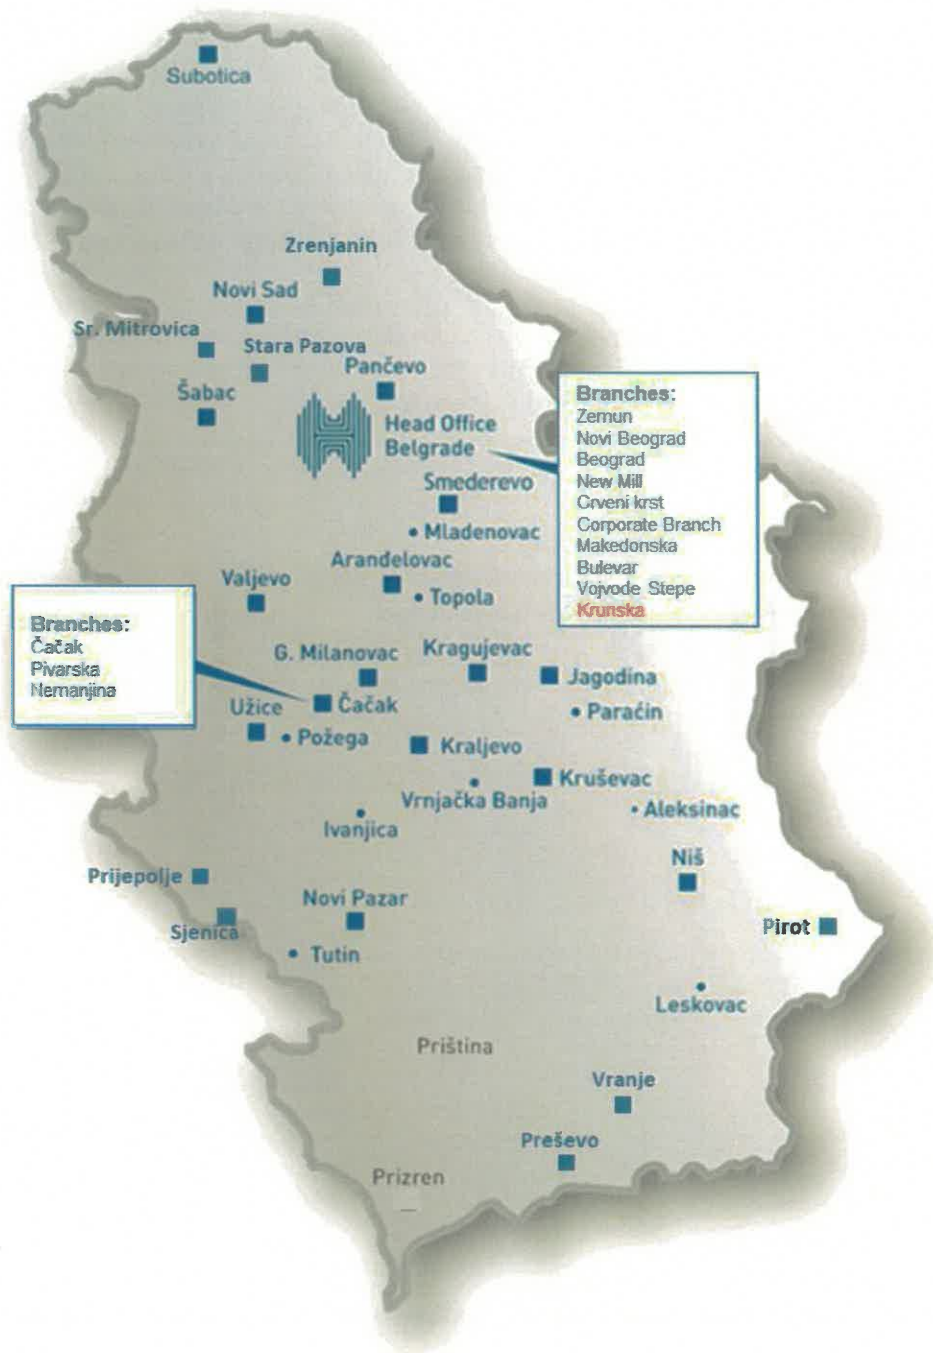 Subotica
Zrenjanin
Novi Sad
Sr. Mitrovica
Stara Pazova
Pančevo
Šabac
Head Office
Belgrade
Branches:
Zemun
Novi Beograd
Beograd
New Mill
Crveni krst
Corporate Branch
Makedonska
Bulevar
Vojvode Stepe
Krunska
Smederevo
Mladenovac
Aranđelovac
Topola
Valjevo
Branches:
Čačak
Pivarska
Nemanjina
G. Milanovac
Kragujevac
Jagodina
Čačak
Paraćin
Užice
Požega
Kraljevo
Kruševac
Vrnjačka Banja
Aleksinac
Ivanjica
Niš
Prijepolje
Novi Pazar
Pirot
Sjenica
Tutin
Leskovac
Priština
Vranje
Preševo
Prizren